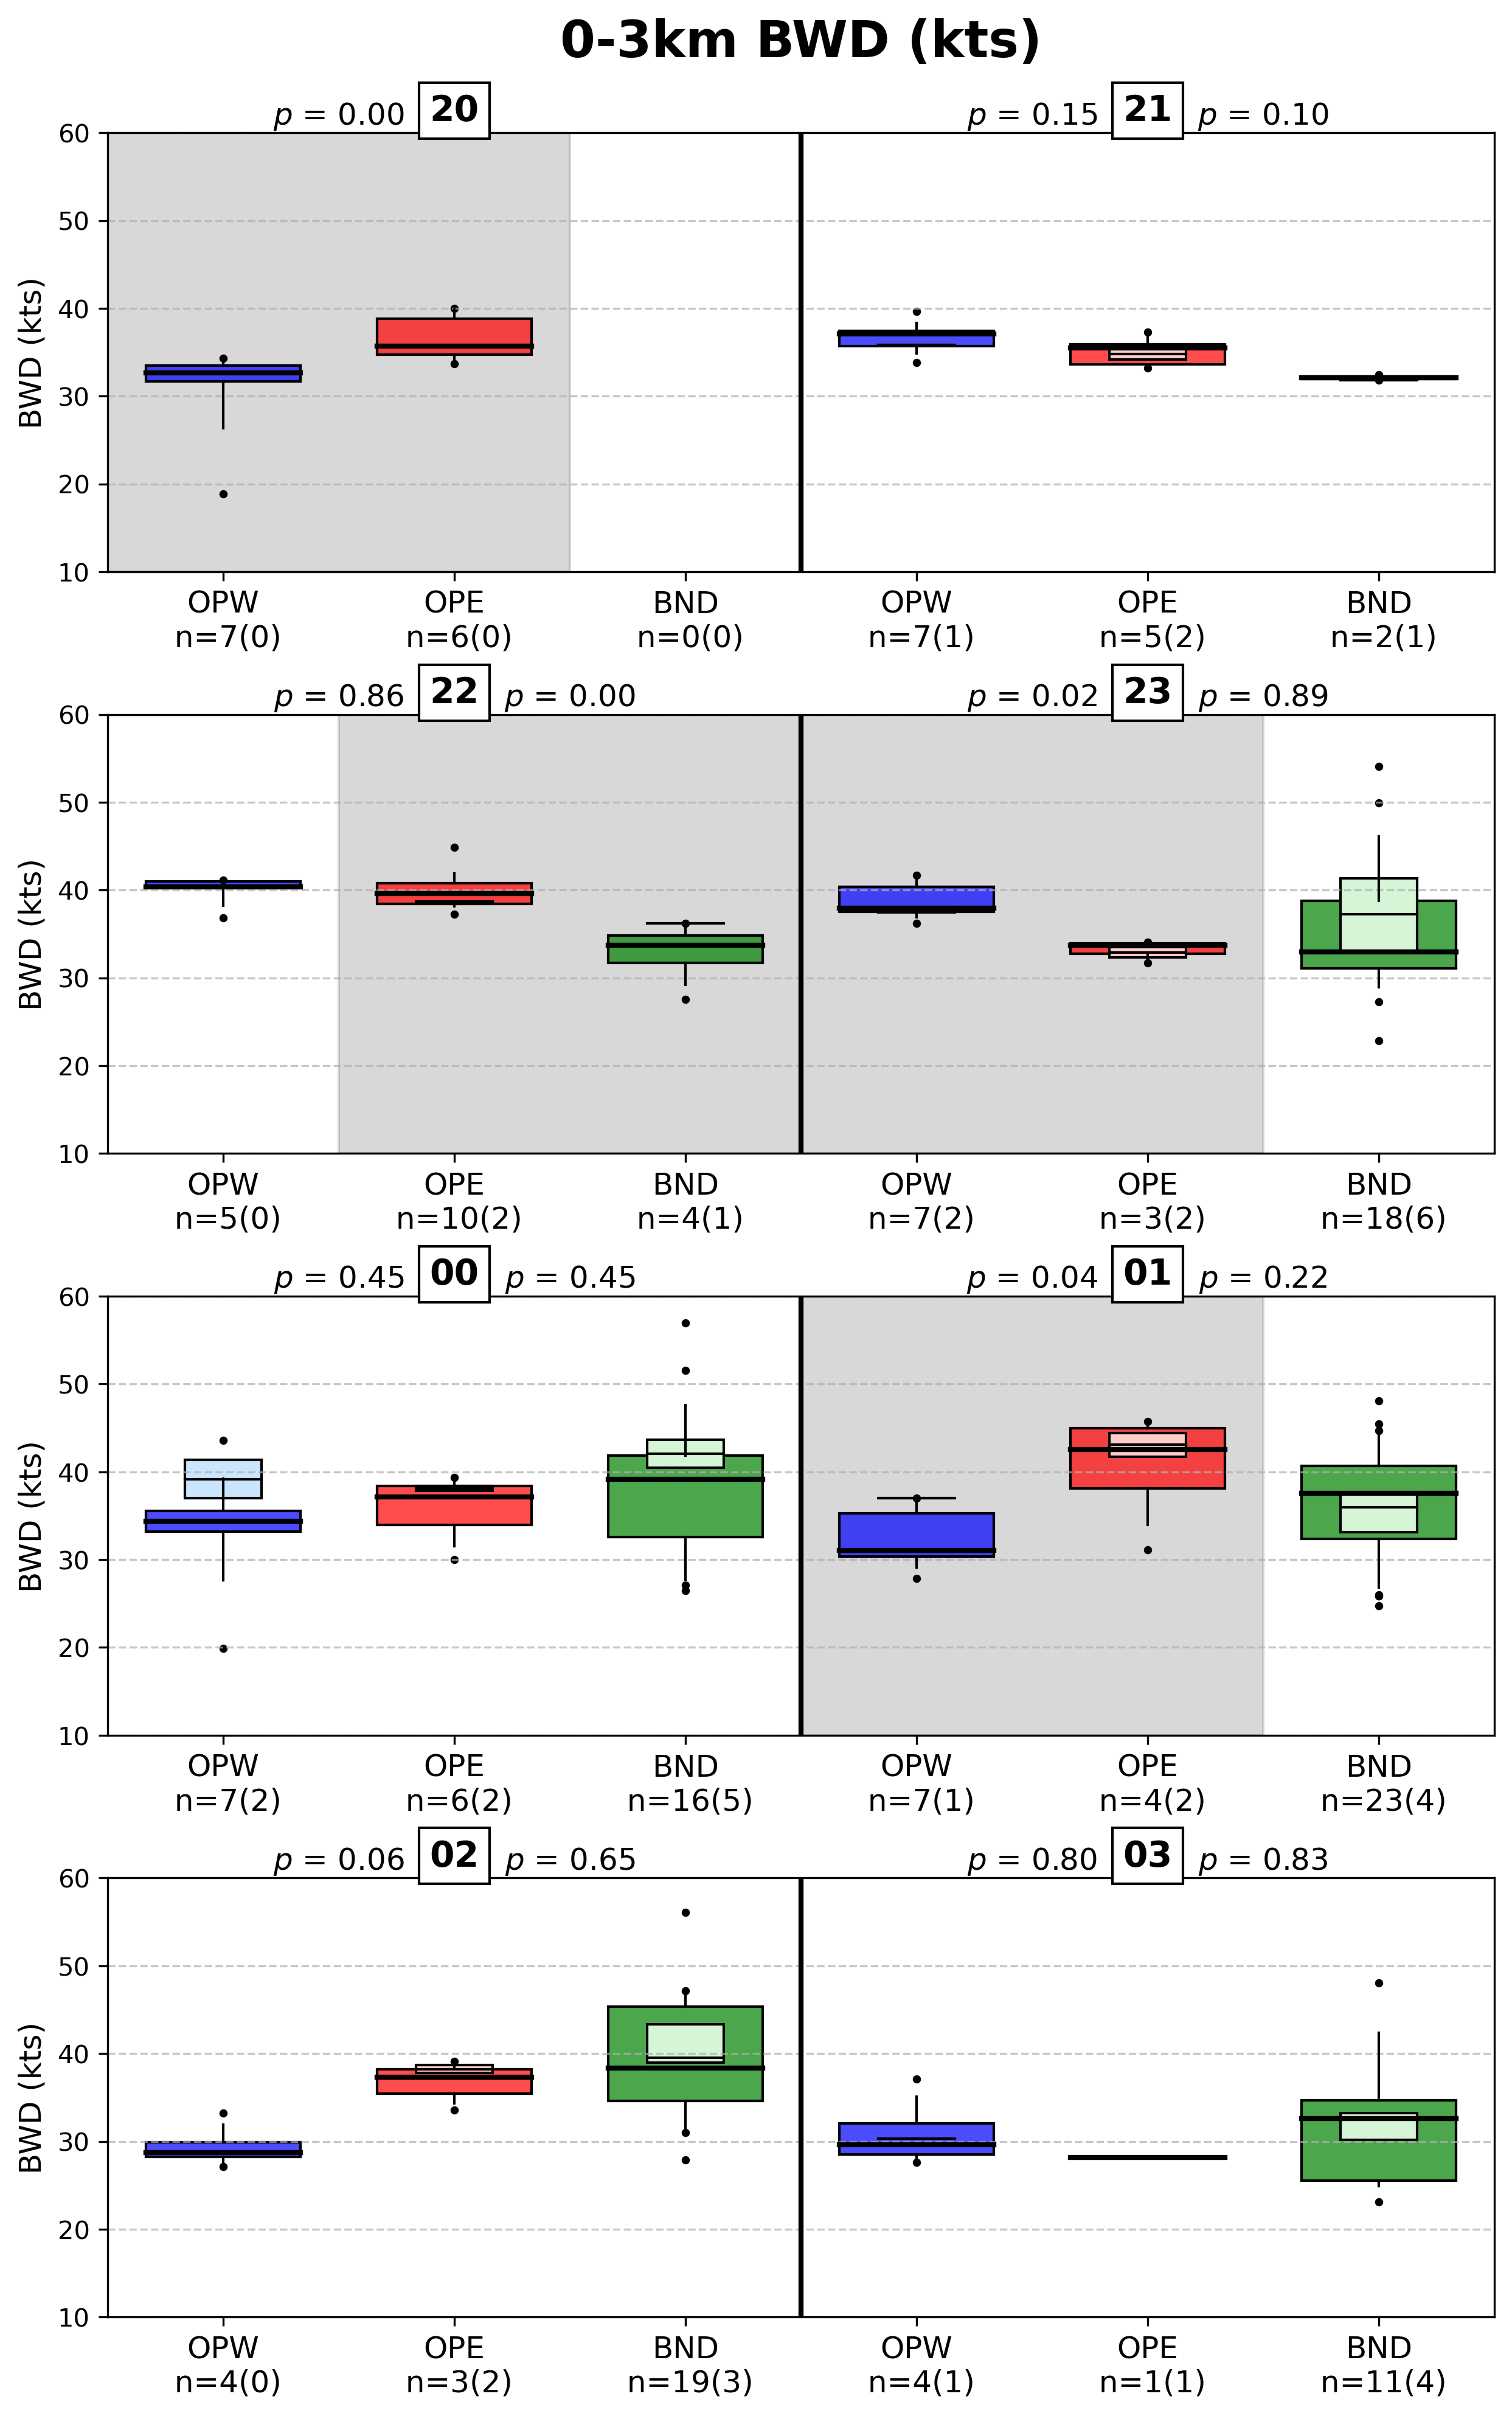 0-3km BWD (kts)
p = 0.00 20
p = 0.15 21 p = 0.10
60
50
40
30
20
10
BWD (kts)
OPW OPE BND OPW OPE BND
n=7(0) n=6(0) n=0(0) n=7(1) n=5(2) n=2(1)
p = 0.86 22 p = 0.00
p = 0.02 23 p = 0.89
60
50
40
30
20
10
BWD (kts)
OPW OPE BND OPW OPE BND
n=5(0) n=10(2) n=4(1) n=7(2) n=3(2) n=18(6)
p = 0.45 00 p = 0.45
p = 0.04 01 p = 0.22
60
50
40
30
20
10
BWD (kts)
OPW OPE BND OPW OPE BND
n=7(2) n=6(2) n=16(5) n=7(1) n=4(2) n=23(4)
p = 0.06 02 p = 0.65
p = 0.80 03 p = 0.83
60
50
40
30
20
10
BWD (kts)
OPW OPE BND OPW OPE BND
n=4(0) n=3(2) n=19(3) n=4(1) n=1(1) n=11(4)